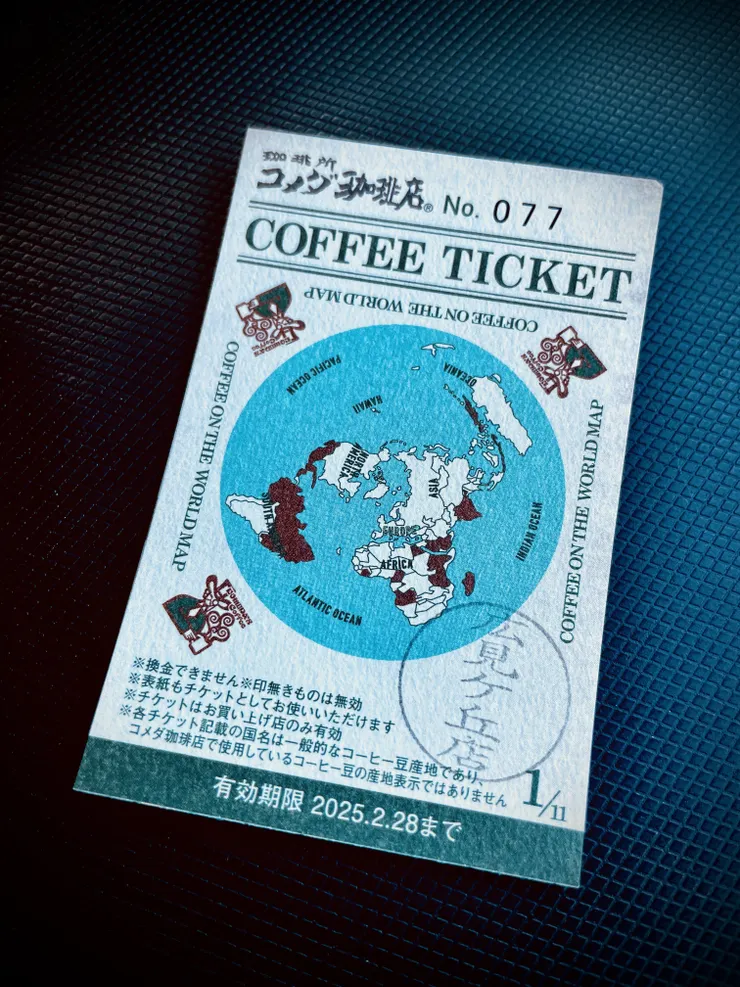 珈琲所
コメダ珈琲店® No. 077
COFFEE TICKET
COFFEE ON THE WORLD MAP
COFFEE ON THE WORLD MAP
COFFEE ON THE WORLD MAP
PACIFIC OCEAN
HAWAII
OCEANIA
NORTH AMERICA
ASIA
SOUTH
EUROPE
AFRICA
INDIAN OCEAN
ATLANTIC OCEAN
見ケ丘店
※換金できません※印無きものは無効
※表紙もチケットとしてお使いいただけます
※チケットはお買い上げ店のみ有効
※各チケット記載の国名は一般的なコーヒー豆産地であり、
コメダ珈琲店で使用しているコーヒー豆の産地表示ではありません
1/11
有効期限 2025.2.28まで